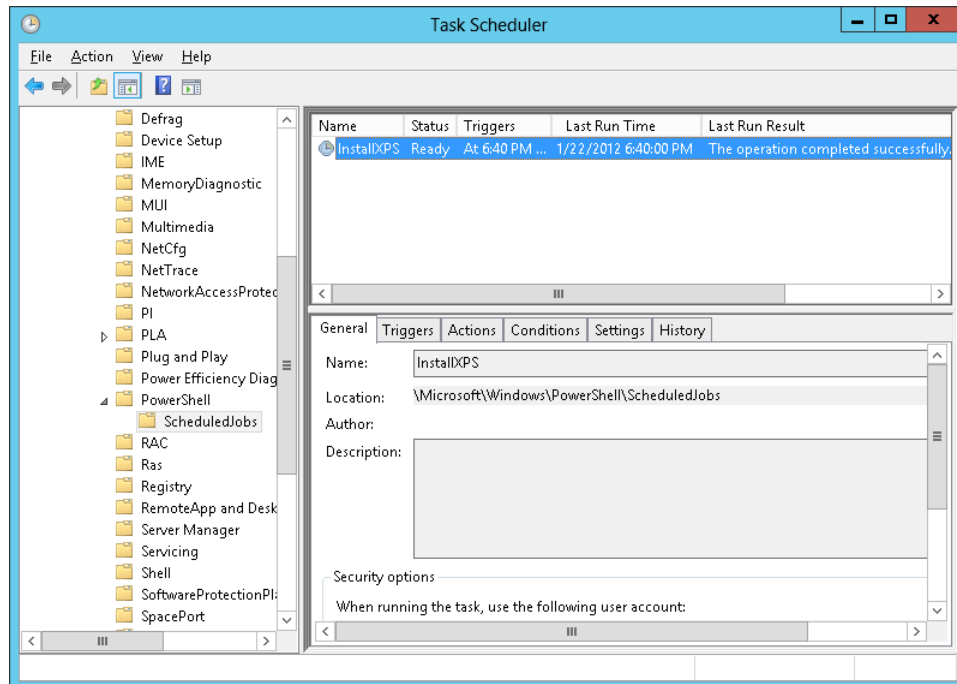 Task Scheduler
File Action View Help
Defrag
Device Setup
IME
MemoryDiagnostic
MUI
Multimedia
NetCfg
NetTrace
NetworkAccessProtec
PI
PLA
Plug and Play
Power Efficiency Diag
PowerShell
ScheduledJobs
RAC
Ras
Registry
RemoteApp and Desk
Server Manager
Servicing
Shell
SoftwareProtectionPl
SpacePort
Name Status Triggers Last Run Time Last Run Result
InstallXPS Ready At 6:40 PM ... 1/22/2012 6:40:00 PM The operation completed successfully.
General Triggers Actions Conditions Settings History
Name: InstallXPS
Location: \Microsoft\Windows\PowerShell\ScheduledJobs
Author:
Description:
Security options
When running the task, use the following user account: